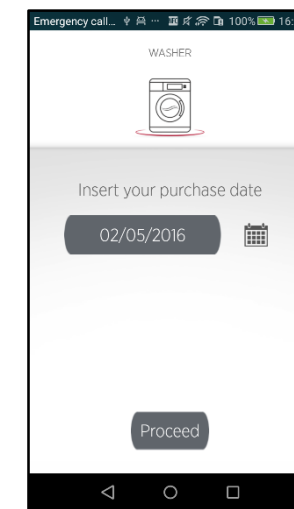 Emergency call... 100% 16:
WASHER
Insert your purchase date
02/05/2016
Proceed